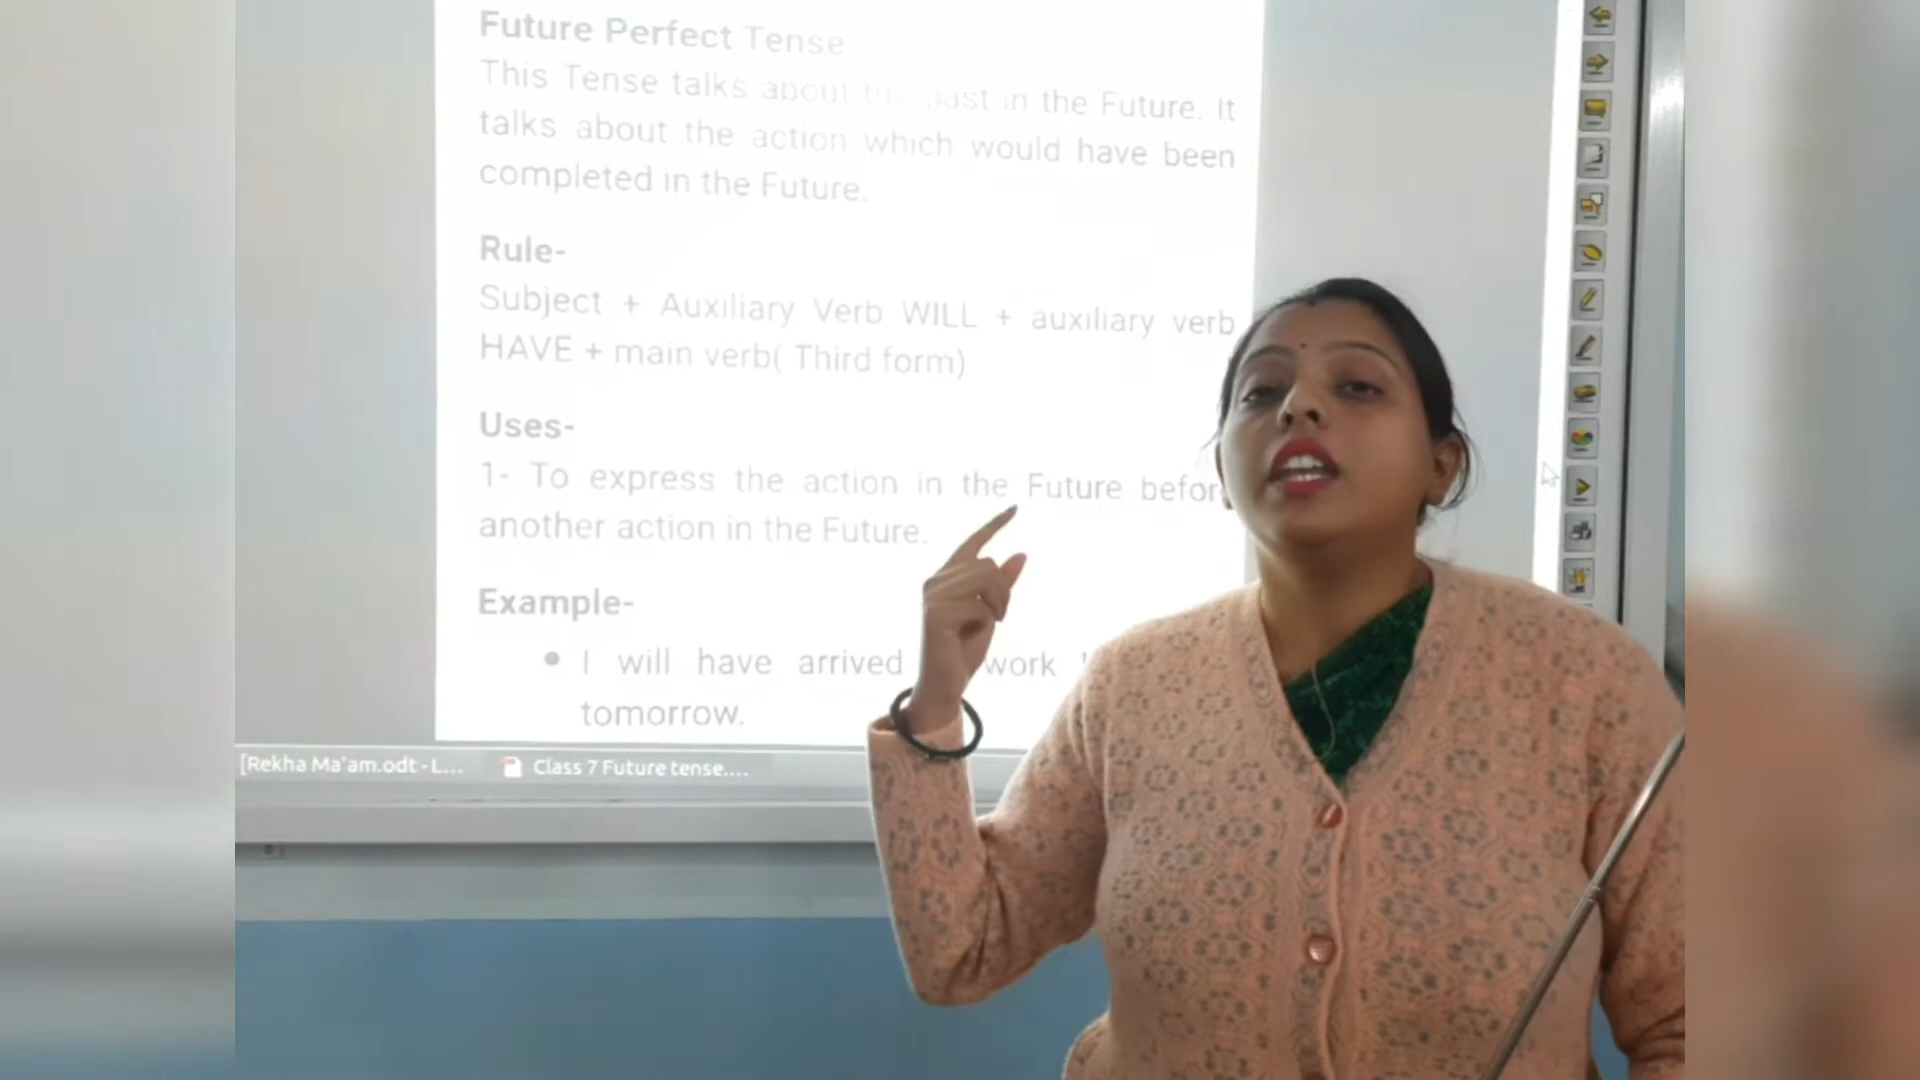 Future Perfect Tense
This Tense talks about the past in the Future. It
talks about the action which would have been
completed in the Future.
Rule-
Subject + Auxiliary Verb WILL + auxiliary verb
HAVE + main verb( Third form)
Uses-
1- To express the action in the Future befor
another action in the Future.
Example-
• I will have arrived work
tomorrow.
[Rekha Ma'am.odt - L... Class 7 Future tense....